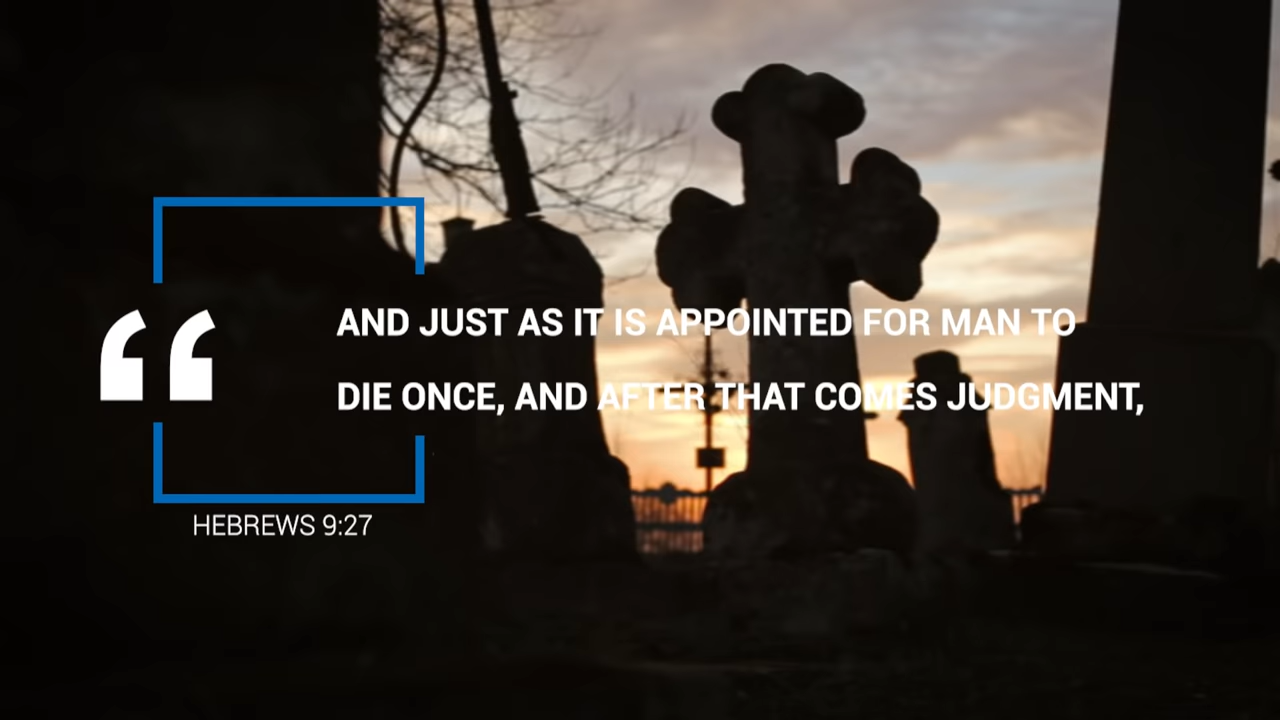 AND JUST AS IT IS APPOINTED FOR MAN TO
DIE ONCE, AND AFTER THAT COMES JUDGMENT,
HEBREWS 9:27